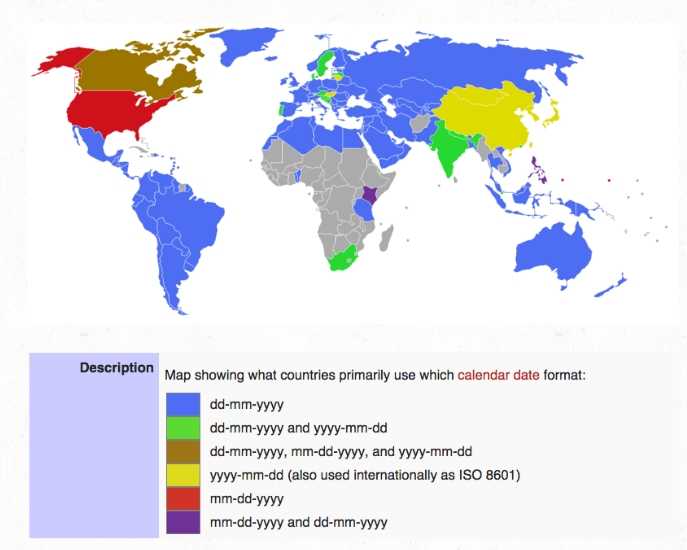 Description
Map showing what countries primarily use which calendar date format:
dd-mm-yyyy
dd-mm-yyyy and yyyy-mm-dd
dd-mm-yyyy, mm-dd-yyyy, and yyyy-mm-dd
yyyy-mm-dd (also used internationally as ISO 8601)
mm-dd-yyyy
mm-dd-yyyy and dd-mm-yyyy